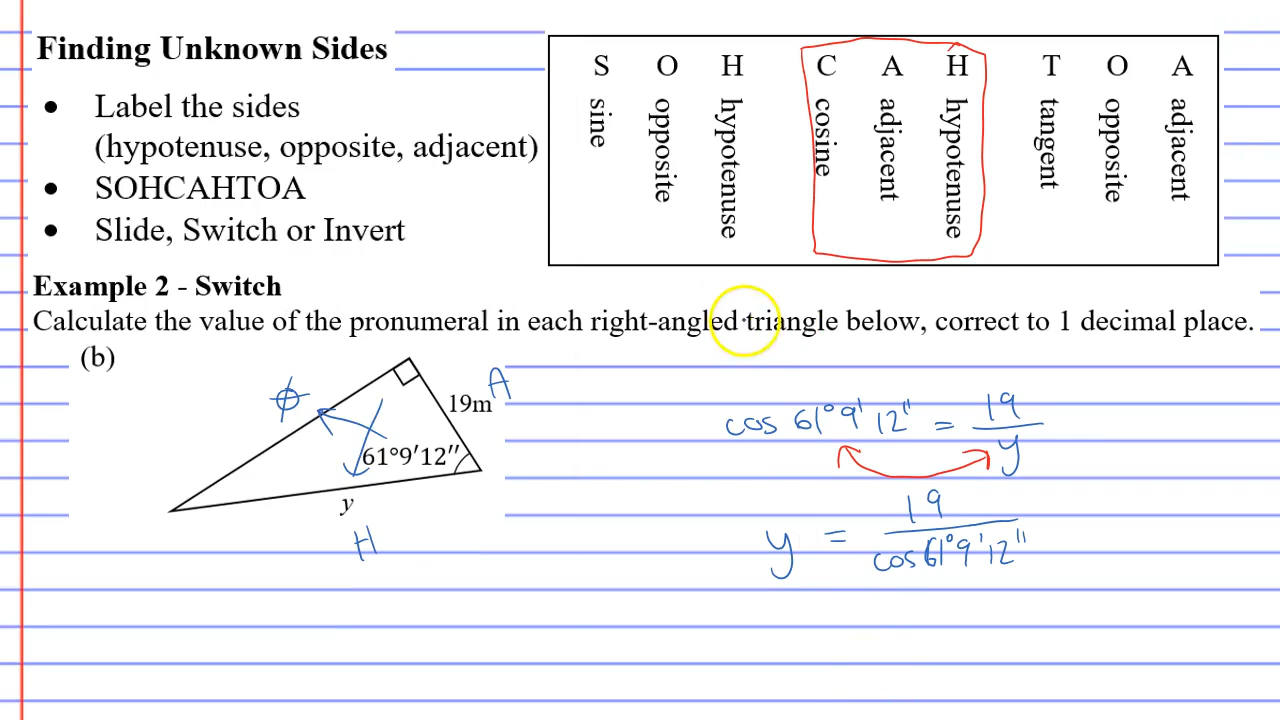 Finding Unknown Sides
• Label the sides
(hypotenuse, opposite, adjacent)
• SOHCAHTOA
• Slide, Switch or Invert
S O H C A H T O A
sine opposite hypotenuse cosine adjacent hypotenuse tangent opposite adjacent
Example 2 - Switch
Calculate the value of the pronumeral in each right-angled triangle below, correct to 1 decimal place.
(b)
19m A
61°9′12′′
y
H
cos 61°9'12" = 19/y
y = 19/cos61°9'12"